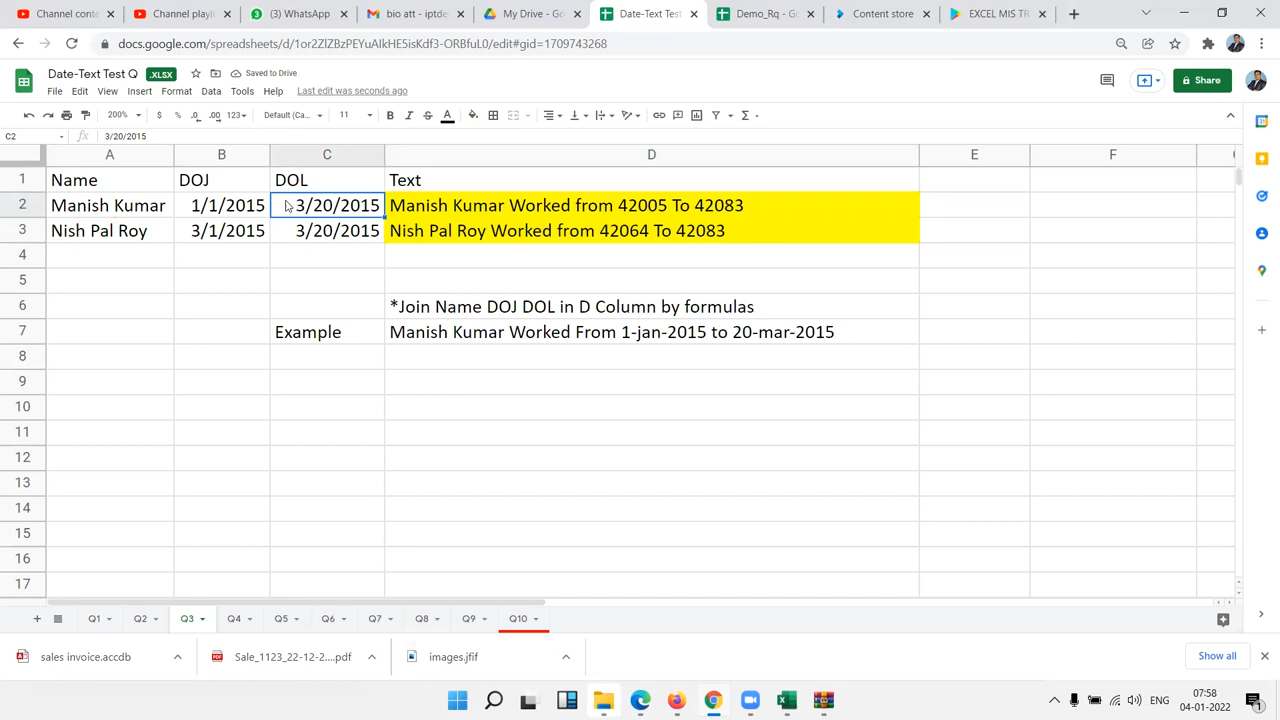 Content curation
Channel playl
(3) WhatsApp
bio att - iptde
My Drive - Go
Date-Text Test
Demo_Rq - Go
Content store
EXCEL MIS TR
docs.google.com/spreadsheets/d/1or2ZlZbzPEYuAIkHE5isKdf3-ORBfuL0/edit#gid=1709743268
Date-Text Test Q .XLSX Saved to Drive
File Edit View Insert Format Data Tools Help Last edit was seconds ago
Share
200% $ % .0 .00 123 Default (Ca... 11 B I S A
C2 fx 3/20/2015
A B C D E F
1 Name DOJ DOL Text
2 Manish Kumar 1/1/2015 3/20/2015 Manish Kumar Worked from 42005 To 42083
3 Nish Pal Roy 3/1/2015 3/20/2015 Nish Pal Roy Worked from 42064 To 42083
4
5
6 *Join Name DOJ DOL in D Column by formulas
7 Example Manish Kumar Worked From 1-jan-2015 to 20-mar-2015
8
9
10
11
12
13
14
15
16
17
Q1 Q2 Q3 Q4 Q5 Q6 Q7 Q8 Q9 Q10
sales invoice.accdb
Sale_1123_22-12-2....pdf
images.jfif
Show all
ENG
07:58
04-01-2022